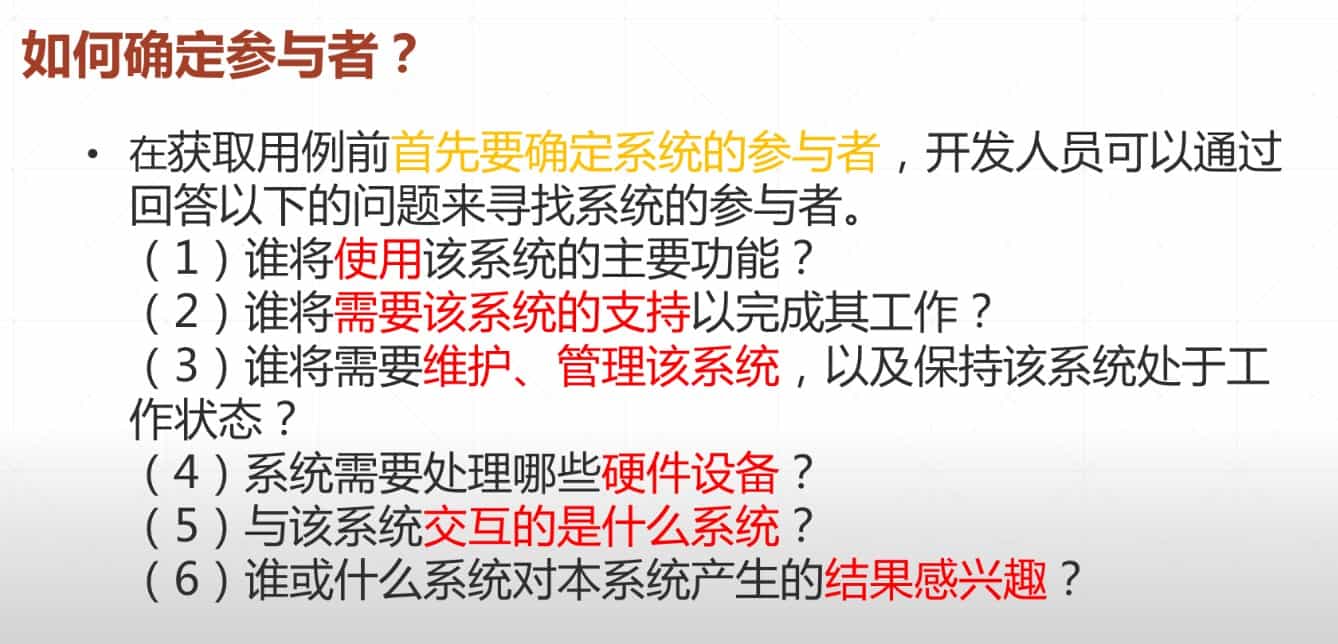 如何确定参与者？
• 在获取用例前首先要确定系统的参与者，开发人员可以通过
回答以下的问题来寻找系统的参与者。
（1）谁将使用该系统的主要功能？
（2）谁将需要该系统的支持以完成其工作？
（3）谁将需要维护、管理该系统，以及保持该系统处于工
作状态？
（4）系统需要处理哪些硬件设备？
（5）与该系统交互的是什么系统？
（6）谁或什么系统对本系统产生的结果感兴趣？